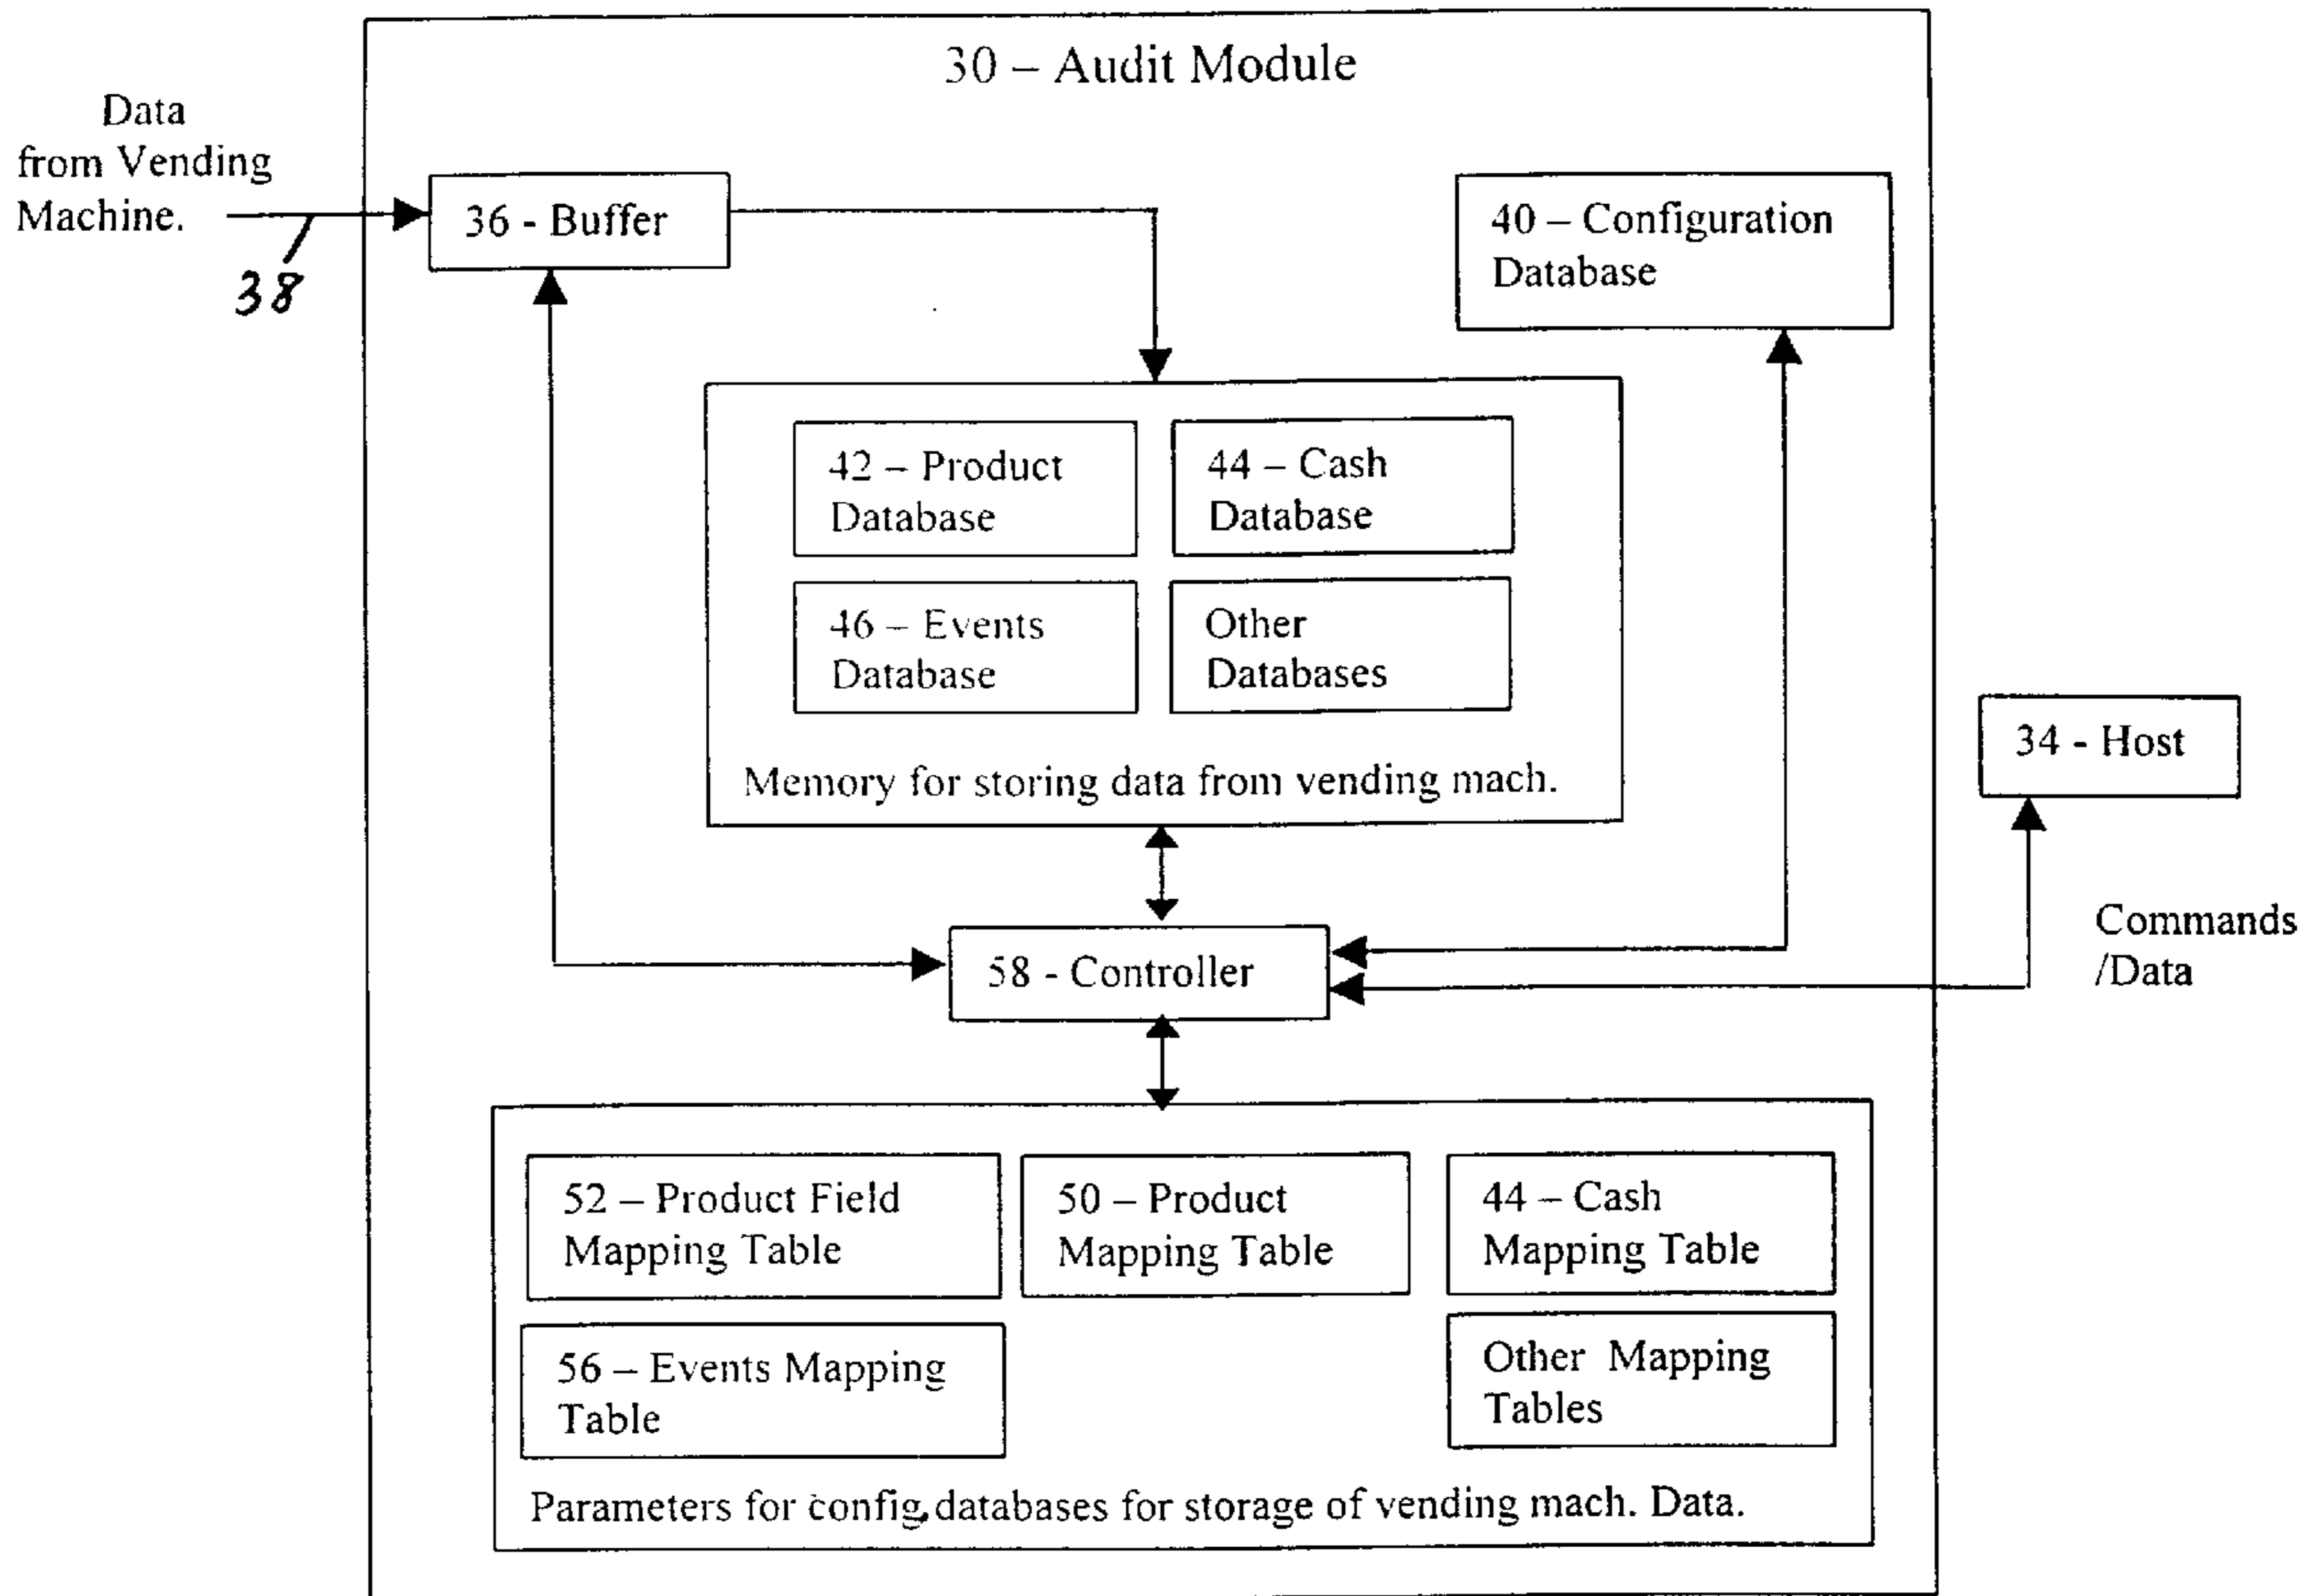 30 – Audit Module
Data
from Vending
Machine.
38
36 - Buffer
40 – Configuration
Database
42 – Product
Database
44 – Cash
Database
46 – Events
Database
Other
Databases
Memory for storing data from vending mach.
34 - Host
Commands
/Data
58 - Controller
52 – Product Field
Mapping Table
50 – Product
Mapping Table
44 – Cash
Mapping Table
56 – Events Mapping
Table
Other Mapping
Tables
Parameters for config. databases for storage of vending mach. Data.